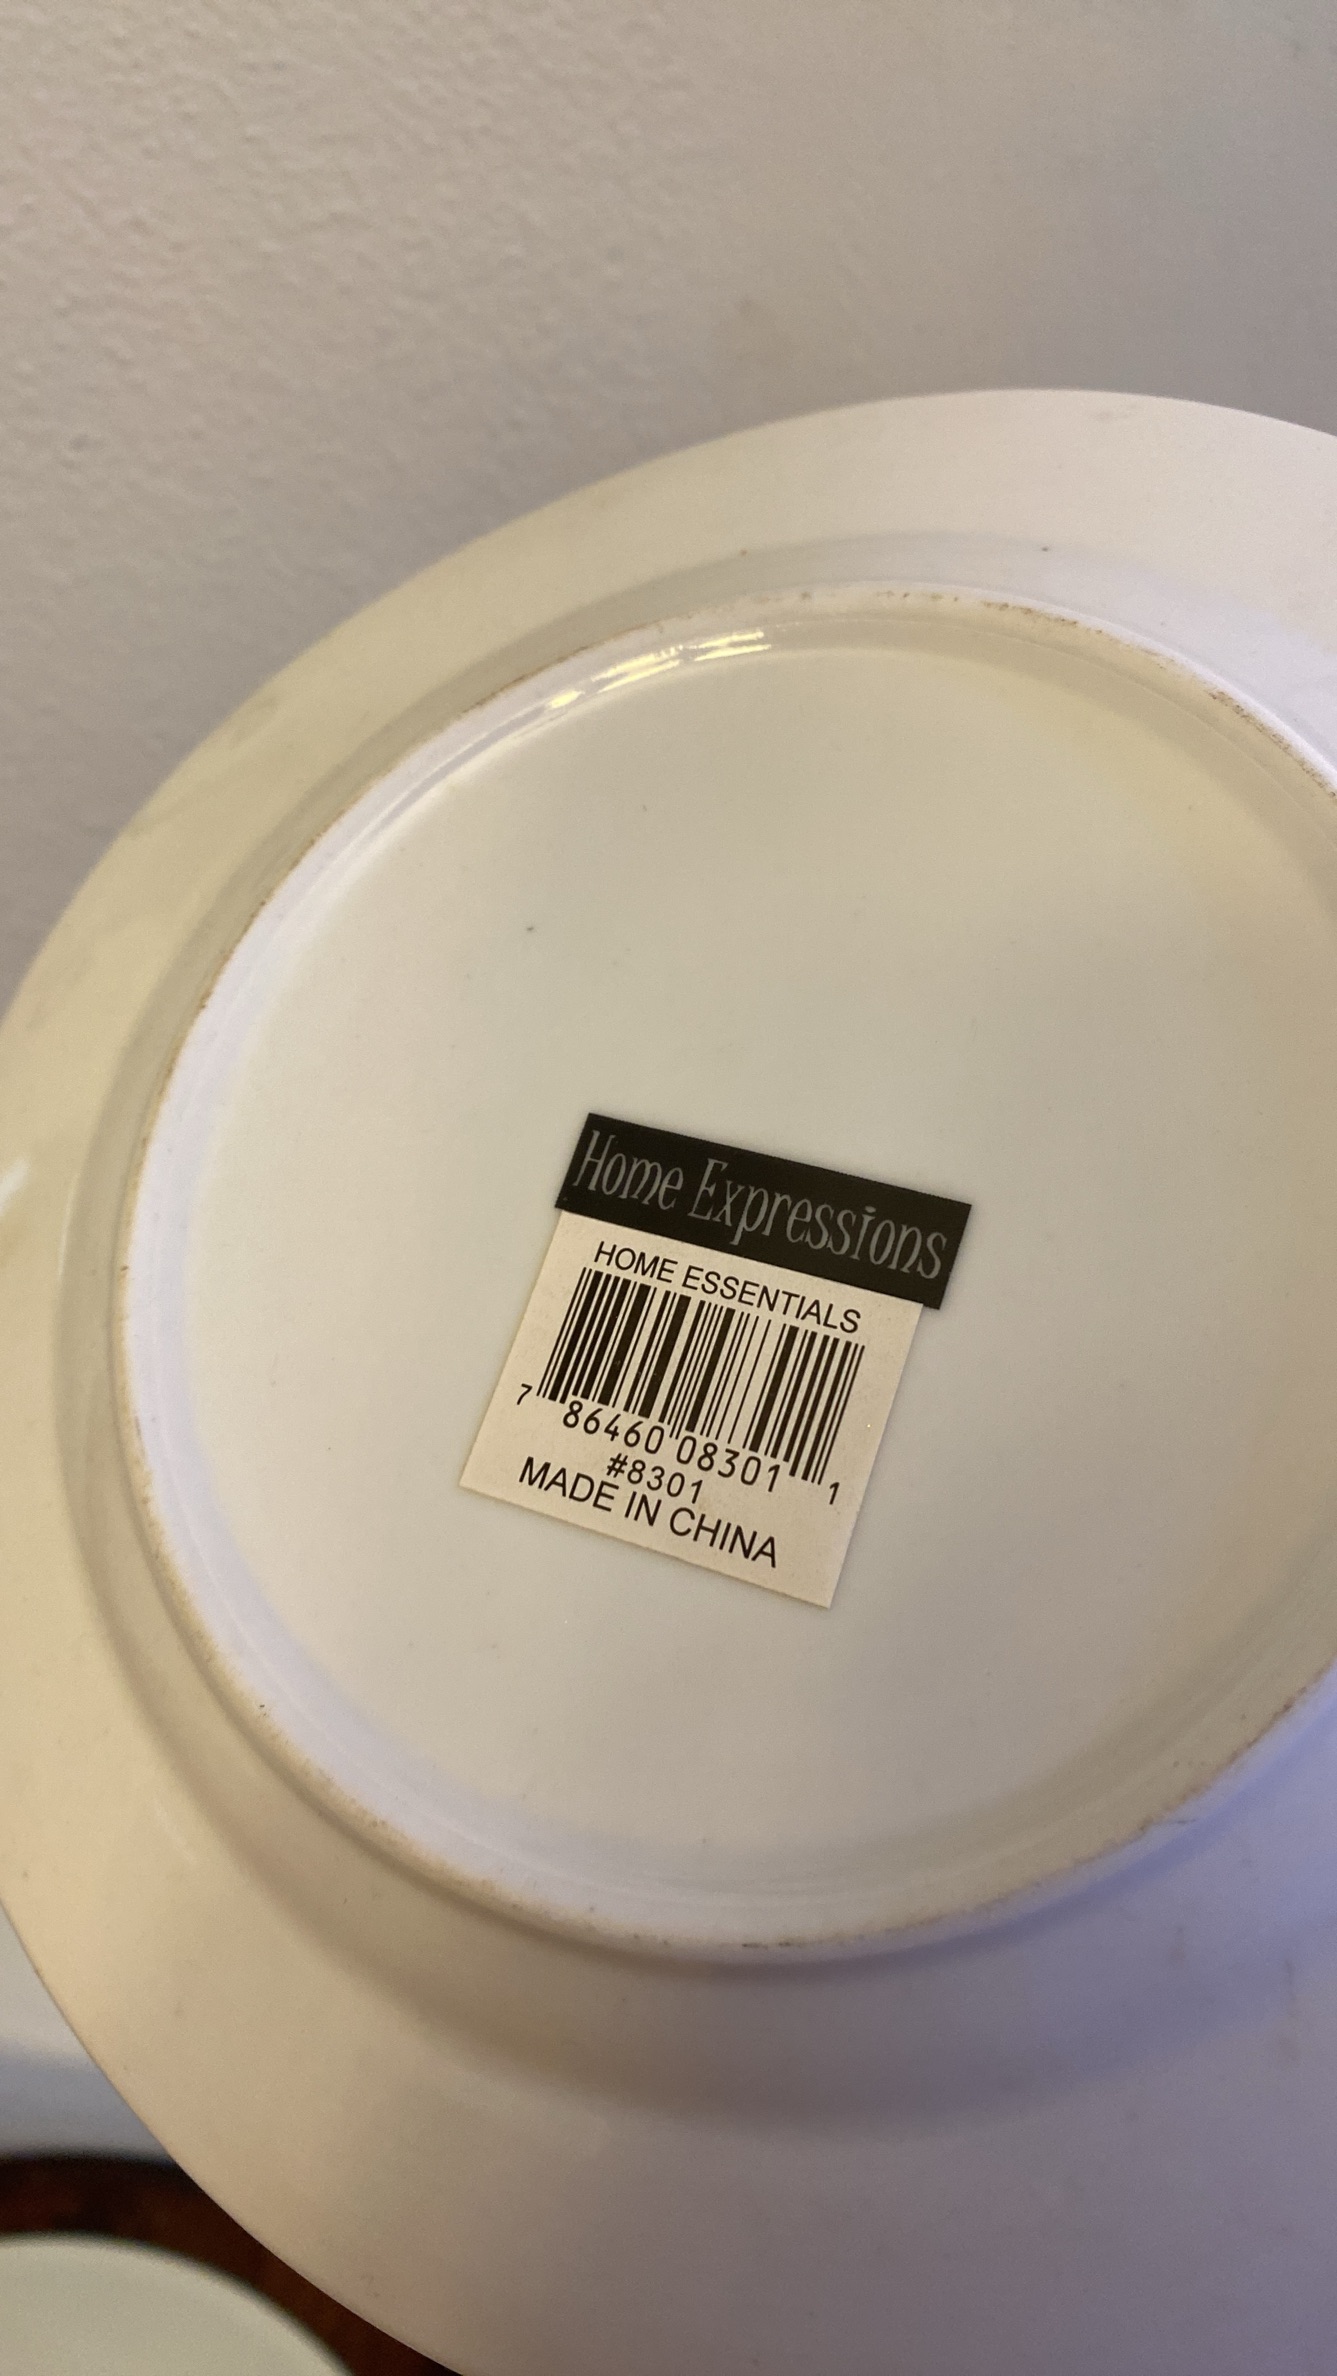 Home Expressions
HOME ESSENTIALS
7 86460 08301 1
#8301
MADE IN CHINA